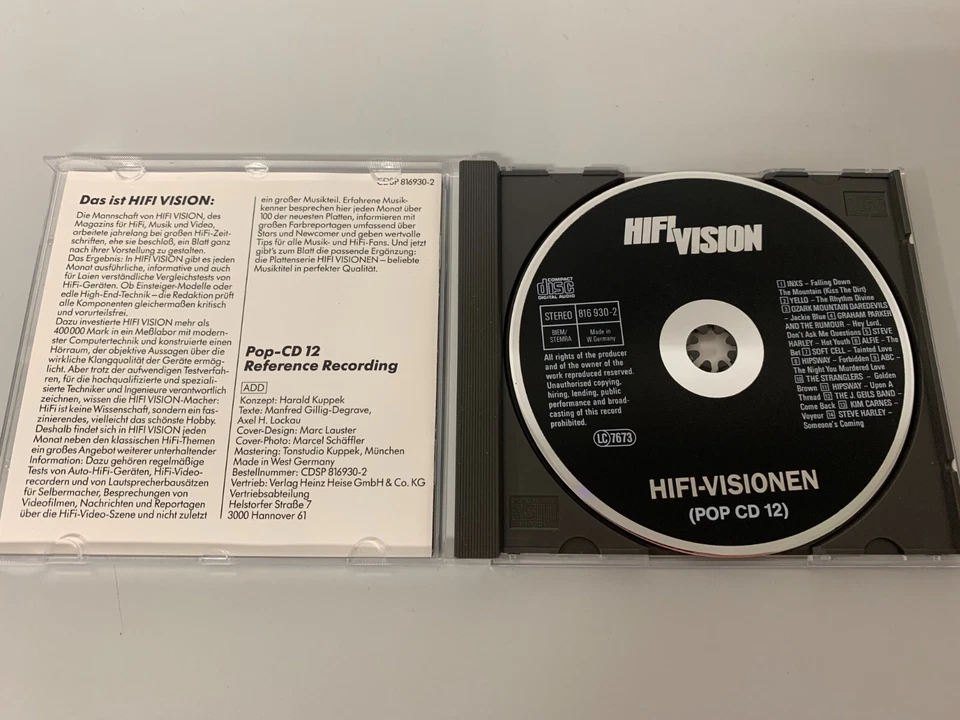 CDSP 816930-2
Das ist HIFI VISION:
Die Mannschaft von HIFI VISION, des
Magazins für HiFi, Musik und Video,
arbeitete jahrelang bei großen HiFi-Zeit-
schriften, ehe sie beschloß, ein Blatt ganz
nach ihrer Vorstellung zu gestalten.
Das Ergebnis: In HIFI VISION gibt es jeden
Monat ausführliche, informative und auch
für Laien verständliche Vergleichstests von
HiFi-Geräten. Ob Einsteiger-Modelle oder
edle High-End-Technik – die Redaktion prüft
alle Komponenten gleichermaßen kritisch
und vorurteilsfrei.
Dazu investierte HIFI VISION mehr als
400 000 Mark in ein Meßlabor mit modern-
ster Computertechnik und konstruierte einen
Hörraum, der objektive Aussagen über die
wirkliche Klangqualität der Geräte ermög-
licht. Aber trotz der aufwendigen Testverfah-
ren, für die hochqualifizierte und speziali-
sierte Techniker und Ingenieure verantwortlich
zeichnen, wissen die HIFI VISION-Macher:
HiFi ist keine Wissenschaft, sondern ein fas-
zinierendes, vielleicht das schönste Hobby.
Deshalb findet sich in HIFI VISION jeden
Monat neben den klassischen HiFi-Themen
ein großes Angebot weiterer unterhaltender
Information: Dazu gehören regelmäßige
Tests von Auto-HiFi-Geräten, HiFi-Video-
recordern und von Lautsprecherbausätzen
für Selbermacher, Besprechungen von
Videofilmen, Nachrichten und Reportagen
über die HiFi-Video-Szene und nicht zuletzt
ein großer Musikteil. Erfahrene Musik-
kenner besprechen hier jeden Monat über
100 der neuesten Platten, informieren mit
großen Farbreportagen umfassend über
Stars und Newcomer und geben wertvolle
Tips für alle Musik- und HiFi-Fans. Und jetzt
gibt's zum Blatt die passende Ergänzung:
die Plattenserie HIFI VISIONEN – beliebte
Musiktitel in perfekter Qualität.
Pop-CD 12
Reference Recording
ADD
Konzept: Harald Kuppek
Texte: Manfred Gillig-Degrave,
Axel H. Lockau
Cover-Design: Marc Lauster
Cover-Photo: Marcel Schäffler
Mastering: Tonstudio Kuppek, München
Made in West Germany
Bestellnummer: CDSP 816930-2
Vertrieb: Verlag Heinz Heise GmbH & Co. KG
Vertriebsabteilung
Helstorfer Straße 7
3000 Hannover 61
HIFI
VISION
COMPACT
disc
DIGITAL AUDIO
STEREO 816 930-2
BIEM/
STEMRA
Made in
W. Germany
All rights of the producer
and of the owner of the
work reproduced reserved.
Unauthorised copying,
hiring, lending, public
performance and broad-
casting of this record
prohibited.
LC 7673
1 INXS – Falling Down
The Mountain (Kiss The Dirt)
2 YELLO – The Rhythm Divine
3 OZARK MOUNTAIN DAREDEVILS
– Jackie Blue 4 GRAHAM PARKER
AND THE RUMOUR – Hey Lord,
Don't Ask Me Questions 5 STEVE
HARLEY – Hot Youth 6 ALFIE – The
Bet 7 SOFT CELL – Tainted Love
8 HIPSWAY – Forbidden 9 ABC –
The Night You Murdered Love
10 THE STRANGLERS – Golden
Brown 11 HIPSWAY – Upon A
Thread 12 THE J. GEILS BAND –
Come Back 13 KIM CARNES –
Voyeur 14 STEVE HARLEY –
Someone's Coming
HIFI-VISIONEN
(POP CD 12)